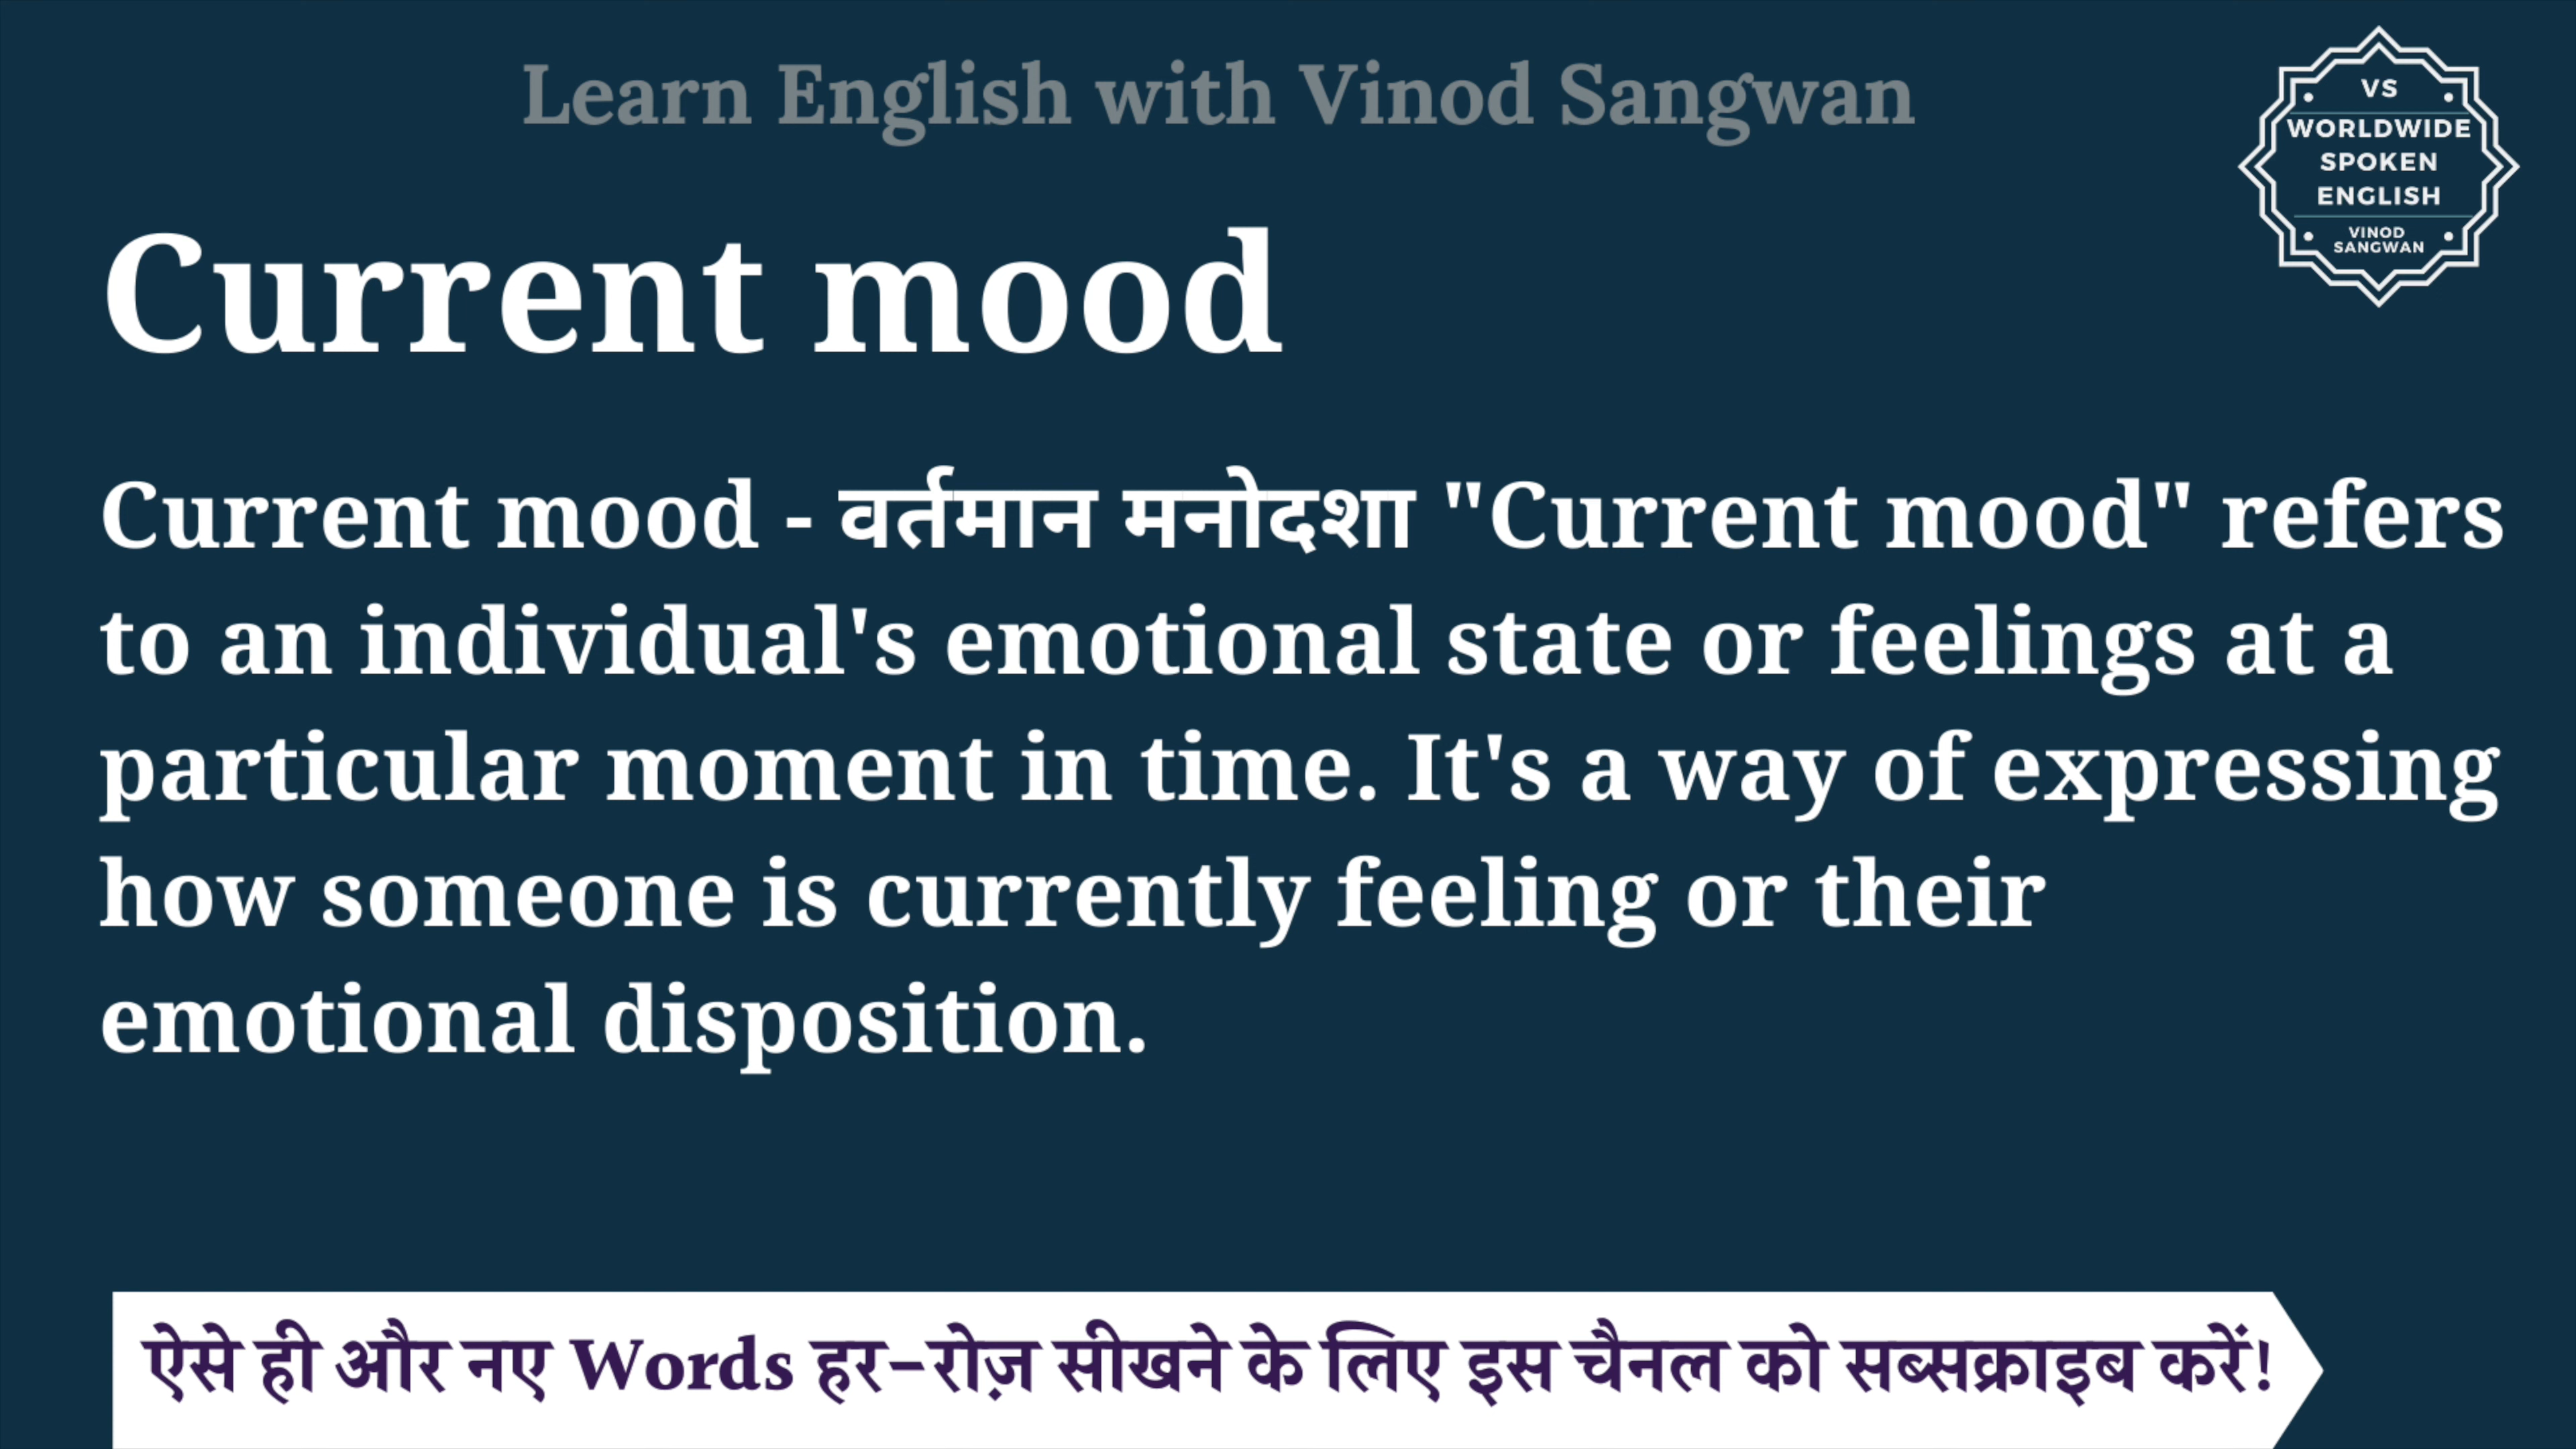 Learn English with Vinod Sangwan
VS
WORLDWIDE
SPOKEN
ENGLISH
VINOD
SANGWAN
Current mood
Current mood - वर्तमान मनोदशा "Current mood" refers
to an individual's emotional state or feelings at a
particular moment in time. It's a way of expressing
how someone is currently feeling or their
emotional disposition.
ऐसे ही और नए Words हर-रोज़ सीखने के लिए इस चैनल को सब्सक्राइब करें!